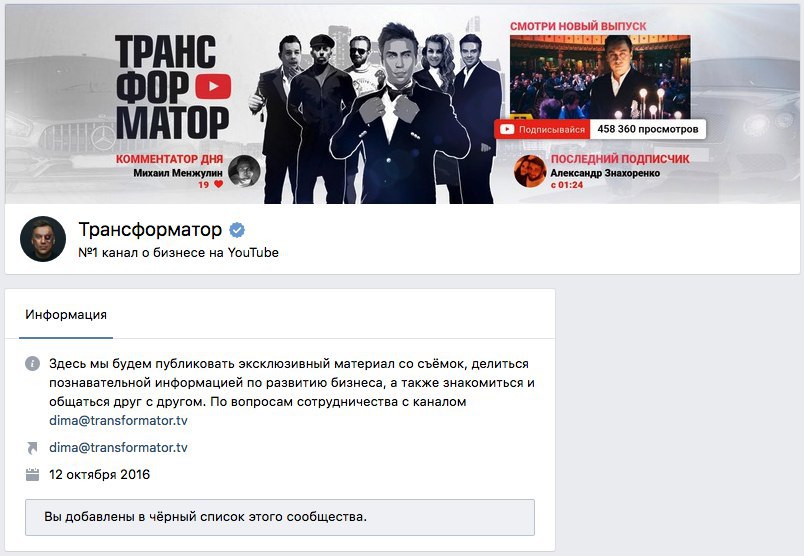 ТРАНС
ФОР
МАТОР
СМОТРИ НОВЫЙ ВЫПУСК
Подписывайся 458 360 просмотров
КОММЕНТАТОР ДНЯ
Михаил Менжулин
19
ПОСЛЕДНИЙ ПОДПИСЧИК
Александр Знахоренко
с 01:24
Трансформатор
№1 канал о бизнесе на YouTube
Информация
Здесь мы будем публиковать эксклюзивный материал со съёмок, делиться
познавательной информацией по развитию бизнеса, а также знакомиться и
общаться друг с другом. По вопросам сотрудничества с каналом
dima@transformator.tv
dima@transformator.tv
12 октября 2016
Вы добавлены в чёрный список этого сообщества.